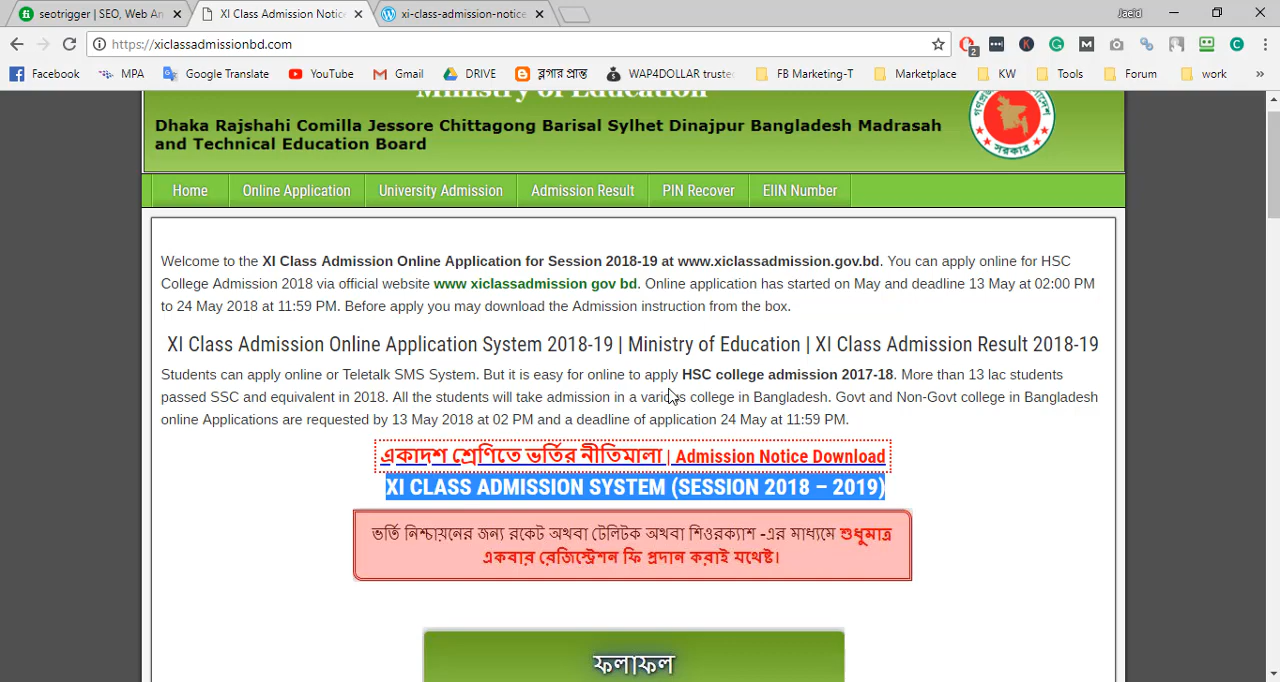 seotrigger | SEO, Web An
XI Class Admission Notic
xi-class-admission-notice
Jaeid
https://xiclassadmissionbd.com
2
Facebook
MPA
Google Translate
YouTube
Gmail
DRIVE
ব্লগার প্রান্ত
WAP4DOLLAR truste
FB Marketing-T
Marketplace
KW
Tools
Forum
work
Ministry of Education
Dhaka Rajshahi Comilla Jessore Chittagong Barisal Sylhet Dinajpur Bangladesh Madrasah
and Technical Education Board
Home
Online Application
University Admission
Admission Result
PIN Recover
EIIN Number
Welcome to the XI Class Admission Online Application for Session 2018-19 at www.xiclassadmission.gov.bd. You can apply online for HSC
College Admission 2018 via official website www xiclassadmission gov bd. Online application has started on May and deadline 13 May at 02:00 PM
to 24 May 2018 at 11:59 PM. Before apply you may download the Admission instruction from the box.
XI Class Admission Online Application System 2018-19 | Ministry of Education | XI Class Admission Result 2018-19
Students can apply online or Teletalk SMS System. But it is easy for online to apply HSC college admission 2017-18. More than 13 lac students
passed SSC and equivalent in 2018. All the students will take admission in a various college in Bangladesh. Govt and Non-Govt college in Bangladesh
online Applications are requested by 13 May 2018 at 02 PM and a deadline of application 24 May at 11:59 PM.
একাদশ শ্রেণিতে ভর্তির নীতিমালা | Admission Notice Download
XI CLASS ADMISSION SYSTEM (SESSION 2018 – 2019)
ভর্তি নিশ্চায়নের জন্য রকেট অথবা টেলিটক অথবা শিওরক্যাশ -এর মাধ্যমে শুধুমাত্র
একবার রেজিস্ট্রেশন ফি প্রদান করাই যথেষ্ট।
ফলাফল